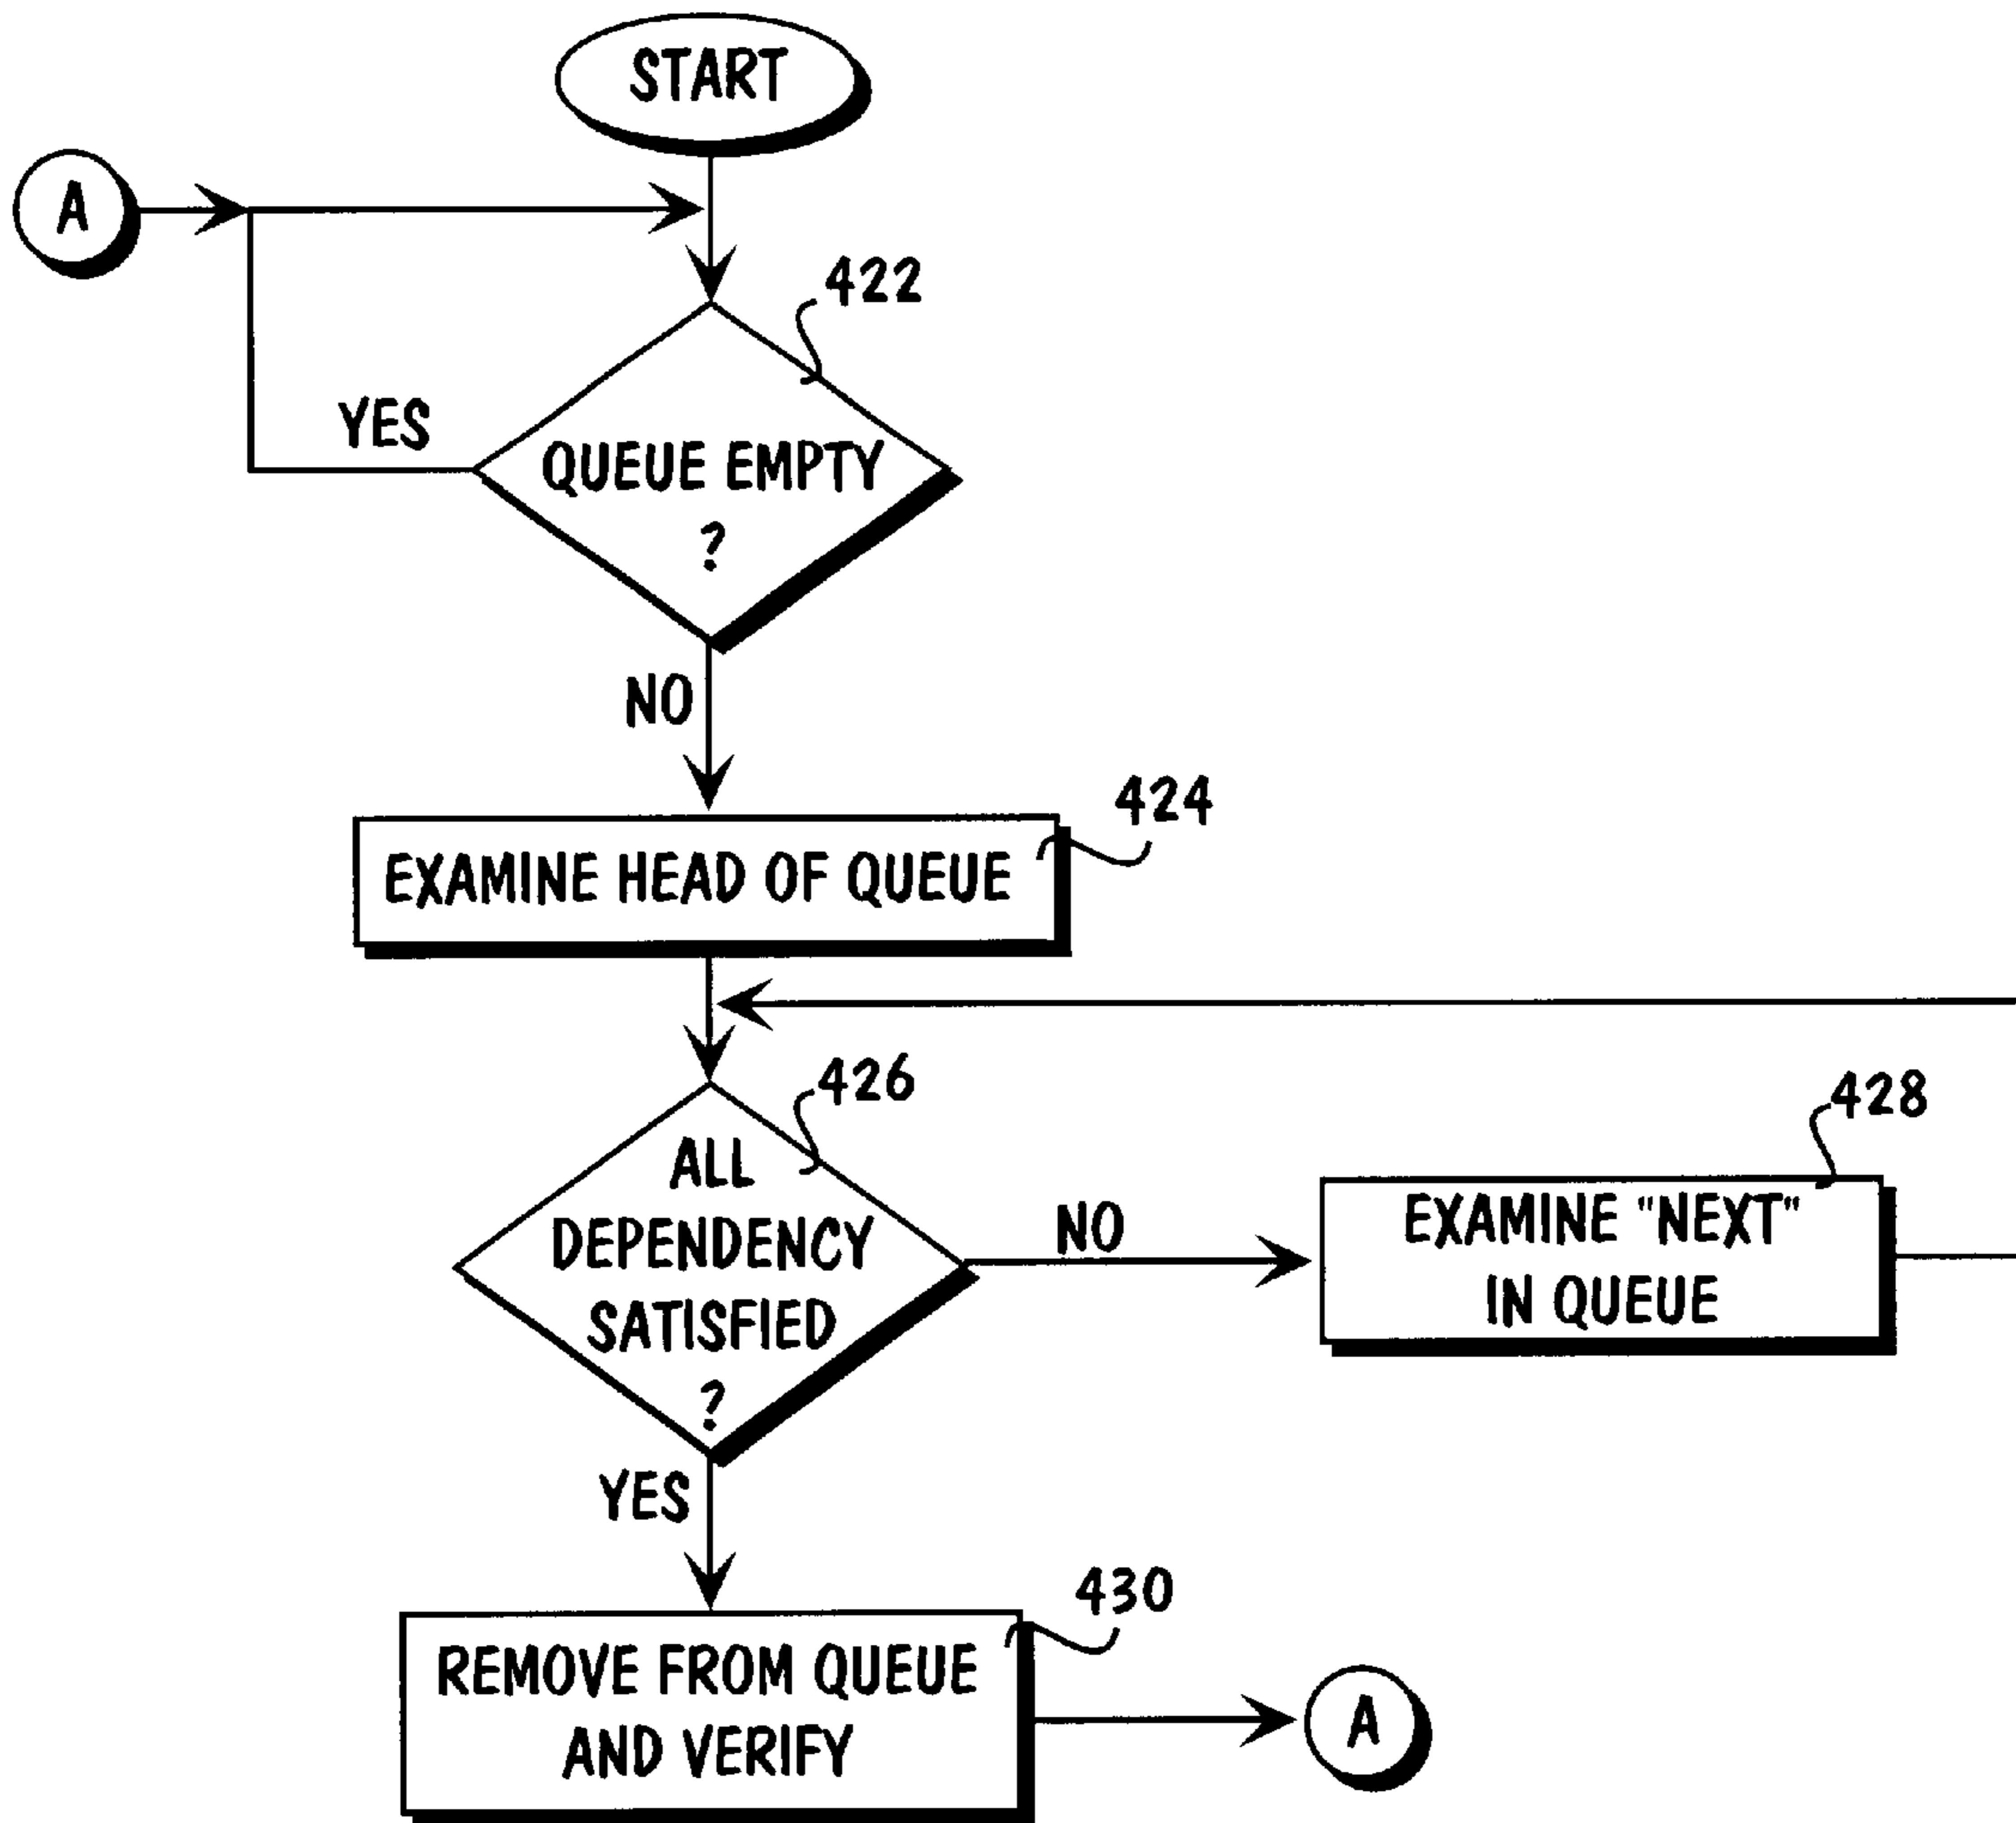 START
A
422
YES
QUEUE EMPTY
?
NO
424
EXAMINE HEAD OF QUEUE
426
428
ALL
DEPENDENCY
SATISFIED
?
NO
EXAMINE "NEXT"
IN QUEUE
YES
430
REMOVE FROM QUEUE
AND VERIFY
A